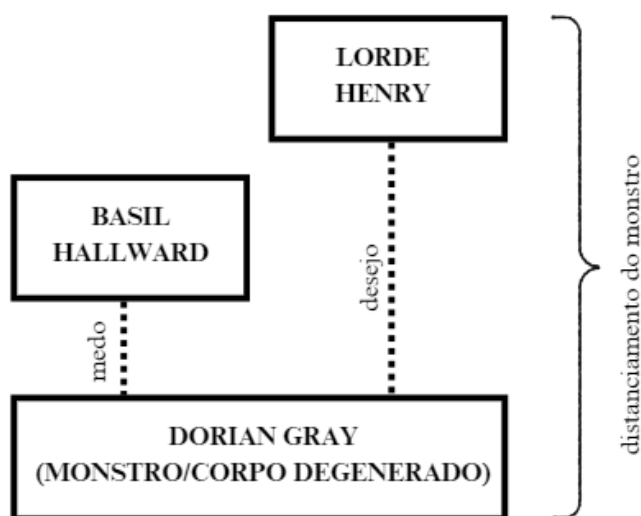 LORDE
HENRY
BASIL
HALLWARD
medo
desejo
DORIAN GRAY
(MONSTRO/CORPO DEGENERADO)
distanciamento do monstro